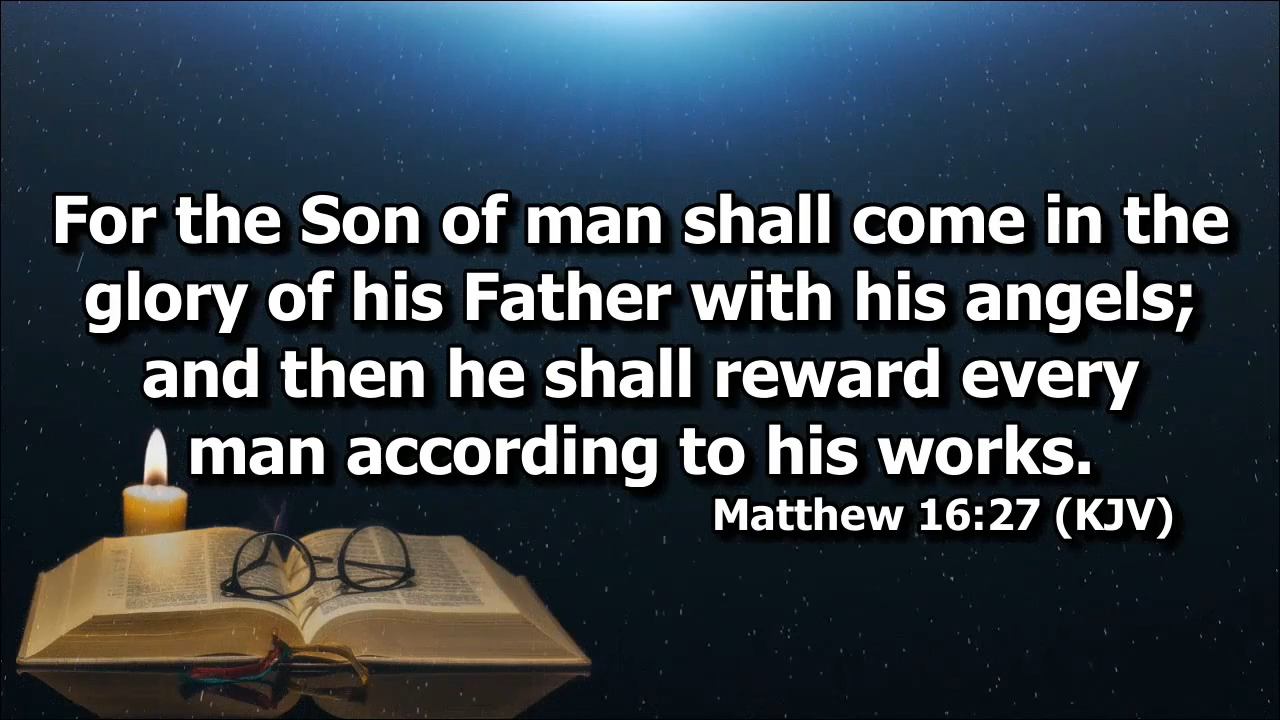 For the Son of man shall come in the
glory of his Father with his angels;
and then he shall reward every
man according to his works.
Matthew 16:27 (KJV)